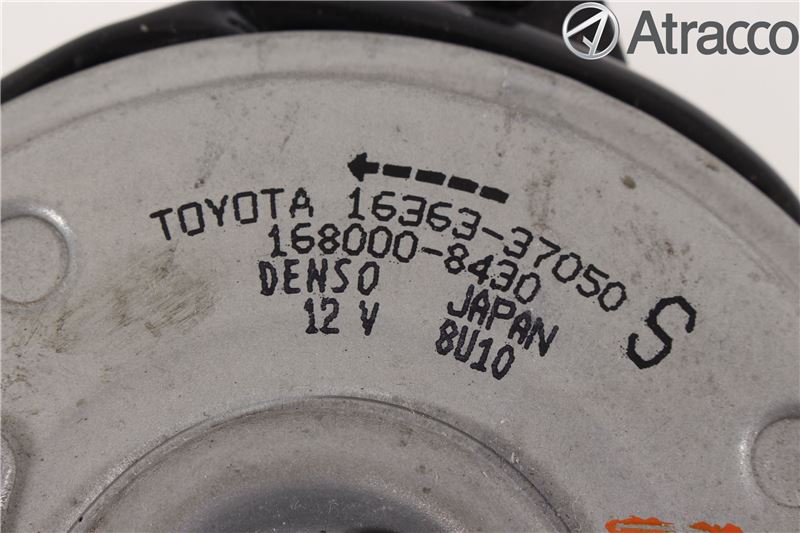 Atracco
TOYOTA 16363-37050
168000-8430
DENSO JAPAN
12 V 8U10
S